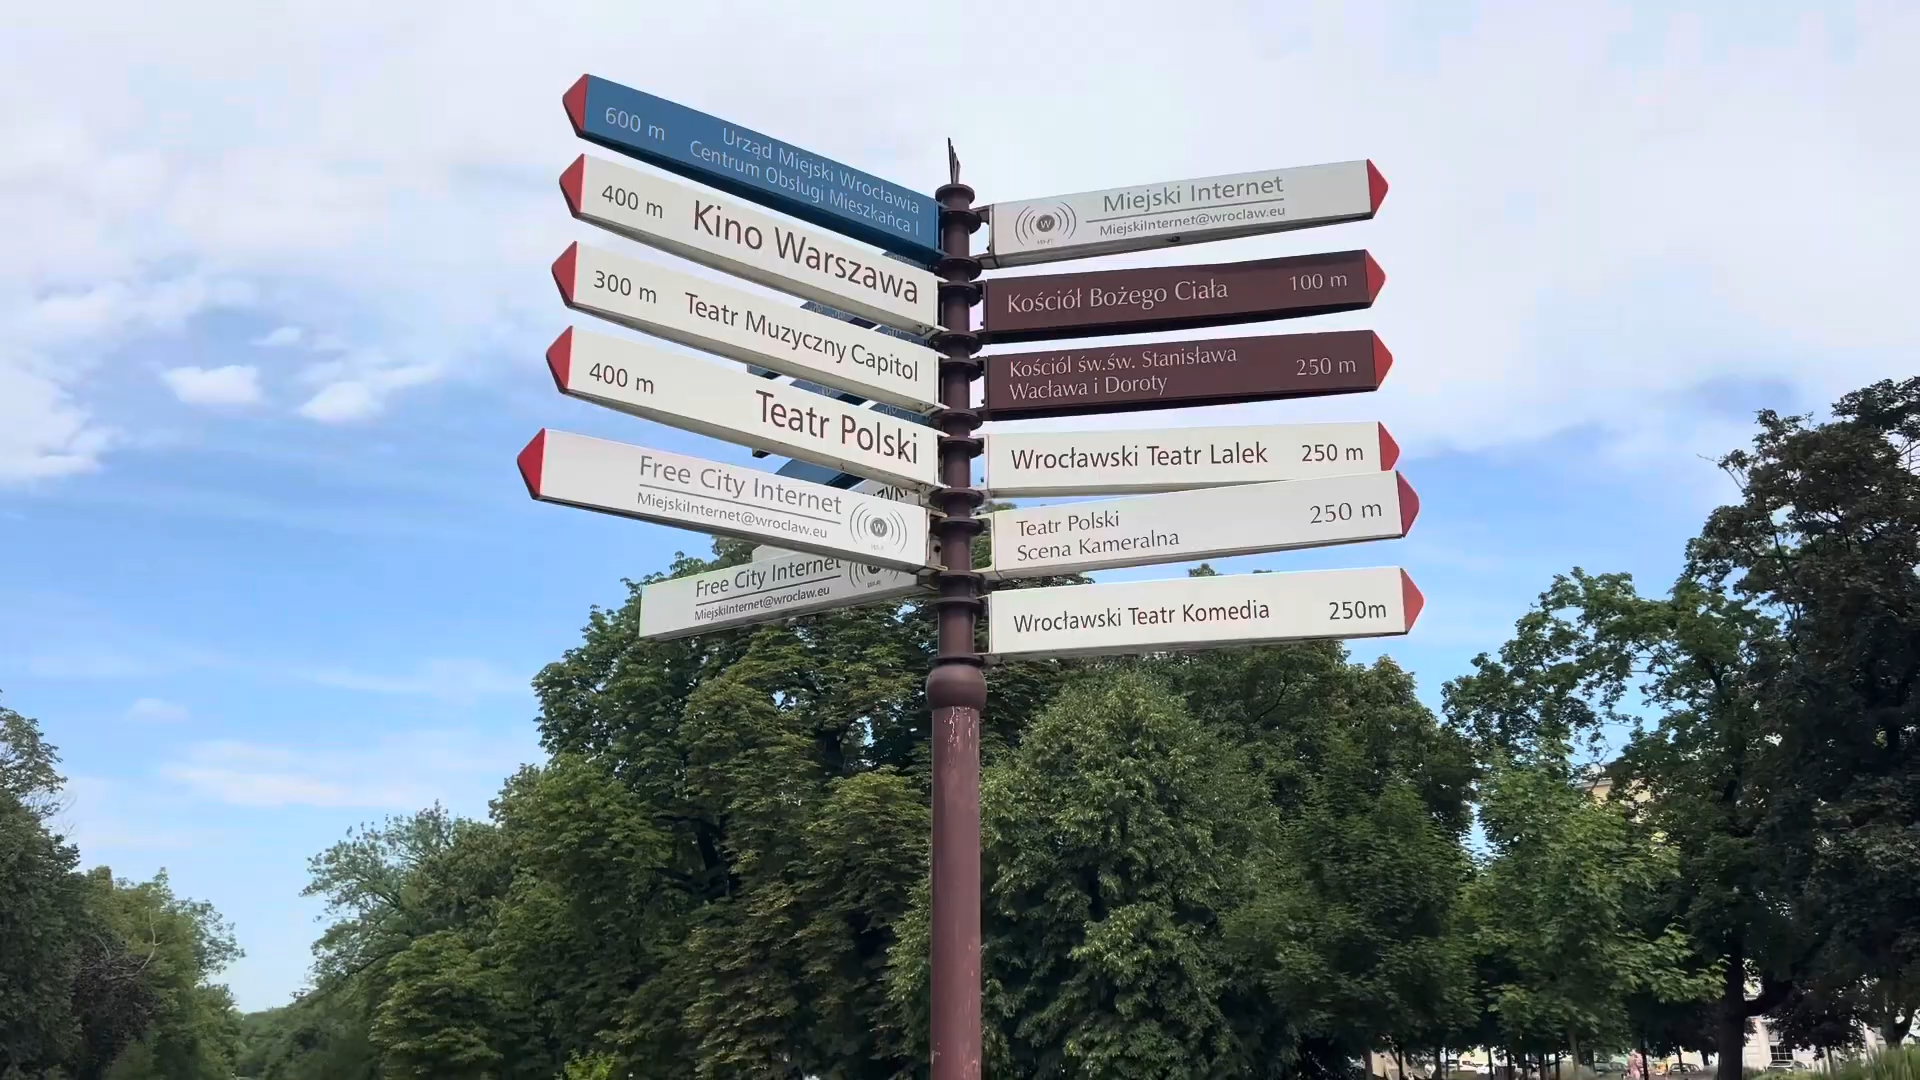 600 m
Urząd Miejski Wrocławia
Centrum Obsługi Mieszkańca I
400 m Kino Warszawa
300 m Teatr Muzyczny Capitol
400 m Teatr Polski
Free City Internet
MiejskiInternet@wroclaw.eu
W
Free City Internet
MiejskiInternet@wroclaw.eu
Miejski Internet
MiejskiInternet@wroclaw.eu
W
Kościół Bożego Ciała 100 m
Kościól św.św. Stanisława
Wacława i Doroty
250 m
Wrocławski Teatr Lalek 250 m
Teatr Polski
Scena Kameralna
250 m
Wrocławski Teatr Komedia 250m